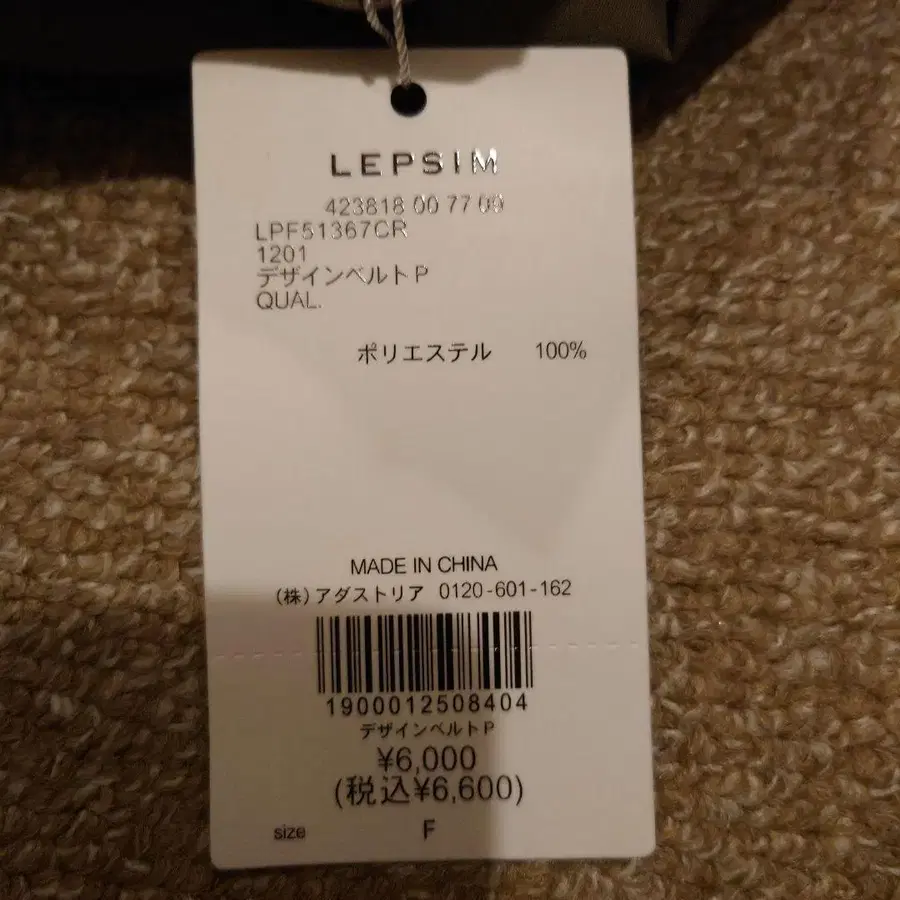 LEPSIM
423818 00 77 09
LPF51367CR
1201
デザインベルトP
QUAL.
ポリエステル 100%
MADE IN CHINA
(株)アダストリア 0120-601-162
1900012508404
デザインベルトP
¥6,000
(税込¥6,600)
size F